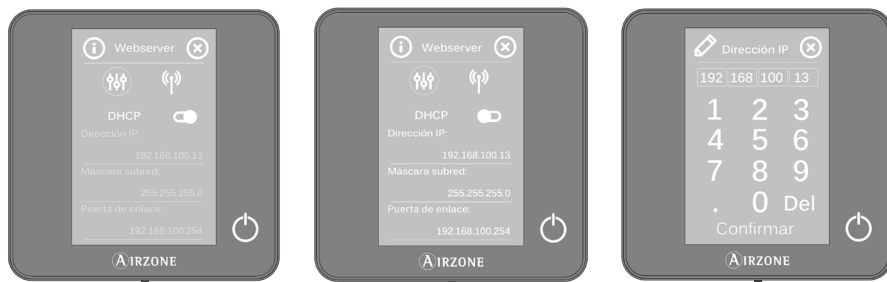 Webserver
DHCP
Dirección IP:
192.168.100.13
Máscara subred:
255.255.255.0
Puerta de enlace:
192.168.100.254
AIRZONE
Webserver
DHCP
Dirección IP:
192.168.100.13
Máscara subred:
255.255.255.0
Puerta de enlace:
192.168.100.254
AIRZONE
Dirección IP
192 168 100 13
1 2 3
4 5 6
7 8 9
. 0 Del
Confirmar
AIRZONE